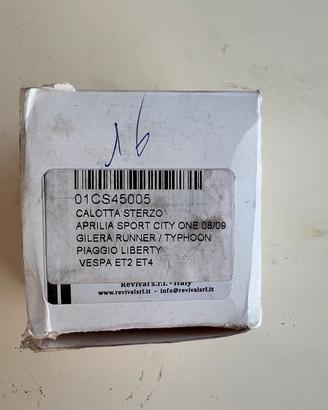 16
01CS45005
CALOTTA STERZO
APRILIA SPORT CITY ONE 08/09
GILERA RUNNER / TYPHOON
PIAGGIO LIBERTY
VESPA ET2 ET4
Revival s.r.l. - Italy
www.revivalsrl.it - info@revivalsrl.it